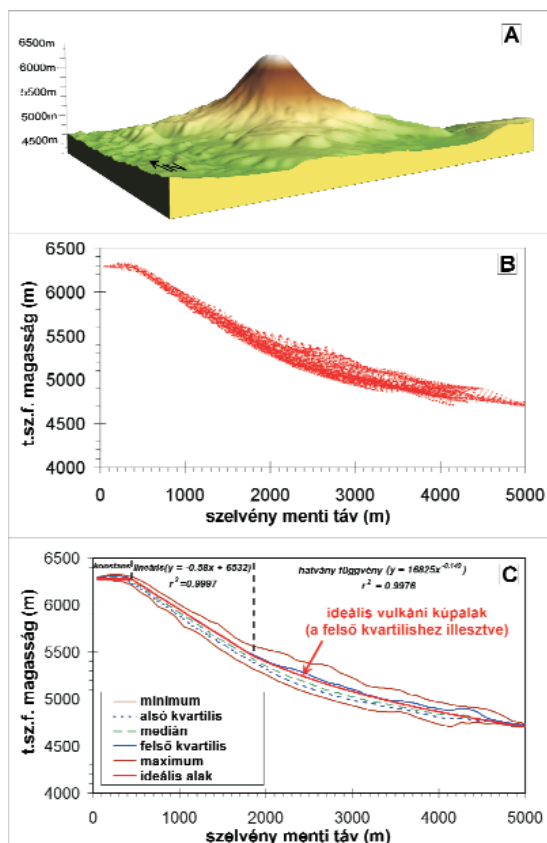 A
6500m
6000m
5500m
5000m
4500m
B
6500
6000
5500
5000
4500
4000
t.sz.f. magasság (m)
0 1000 2000 3000 4000 5000
szelvény menti táv (m)
C
6500
6000
5500
5000
4500
4000
t.sz.f. magasság (m)
konstans lineáris(y = -0.58x + 6532)
r² =0.9997
hatvány függvény (y = 16825x⁻⁰·¹⁴⁹)
r² = 0.9976
ideális vulkáni kúpalak
(a felső kvartilishez illesztve)
minimum
alsó kvartilis
medián
felső kvartilis
maximum
ideális alak
0 1000 2000 3000 4000 5000
szelvény menti táv (m)